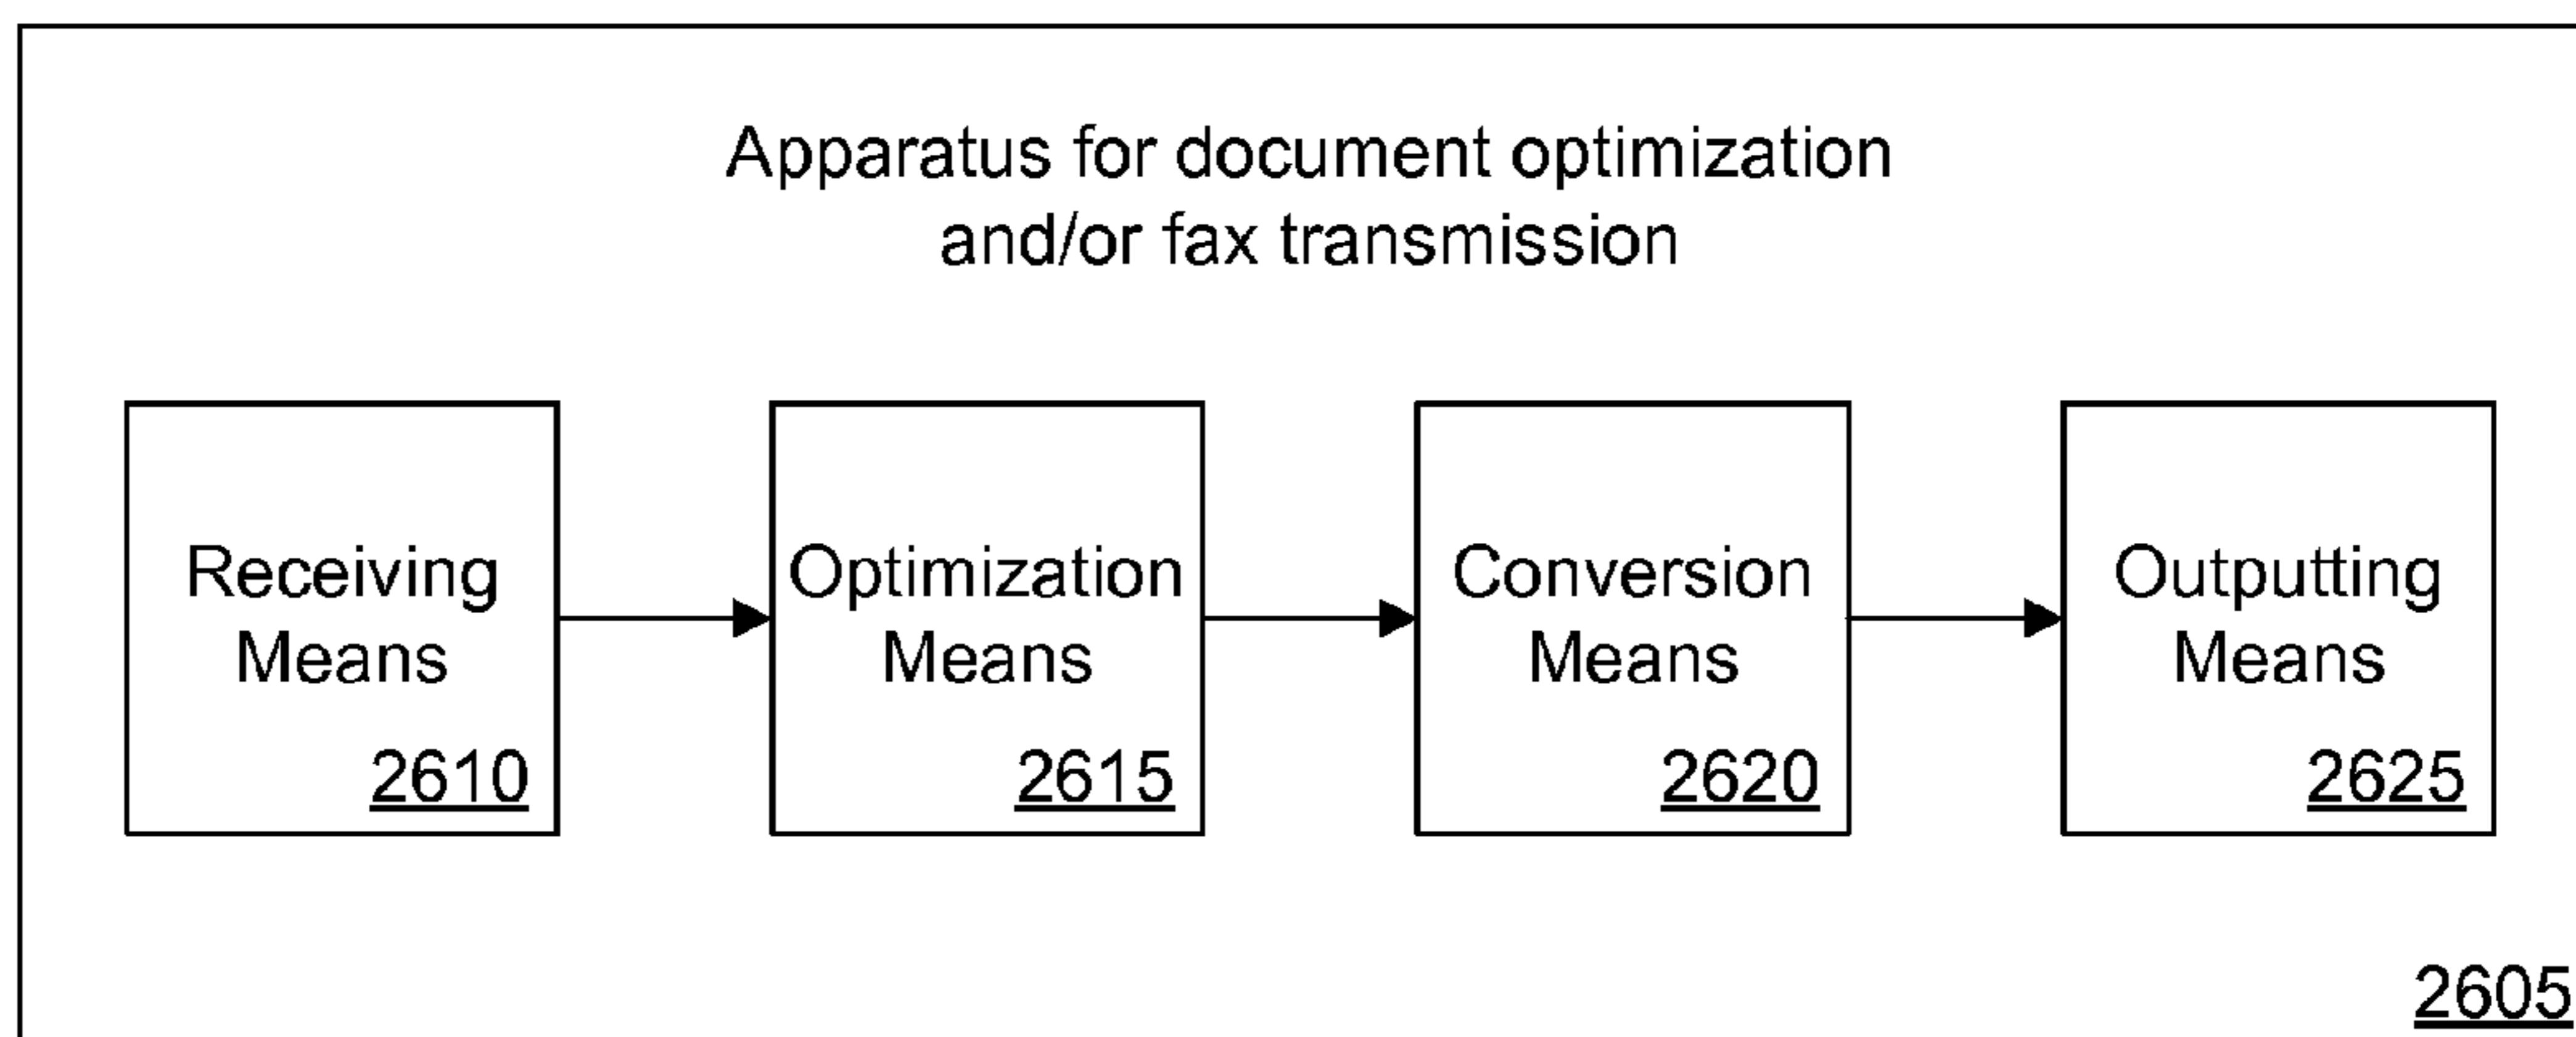 Apparatus for document optimization
and/or fax transmission
Receiving
Means
2610
Optimization
Means
2615
Conversion
Means
2620
Outputting
Means
2625
2605